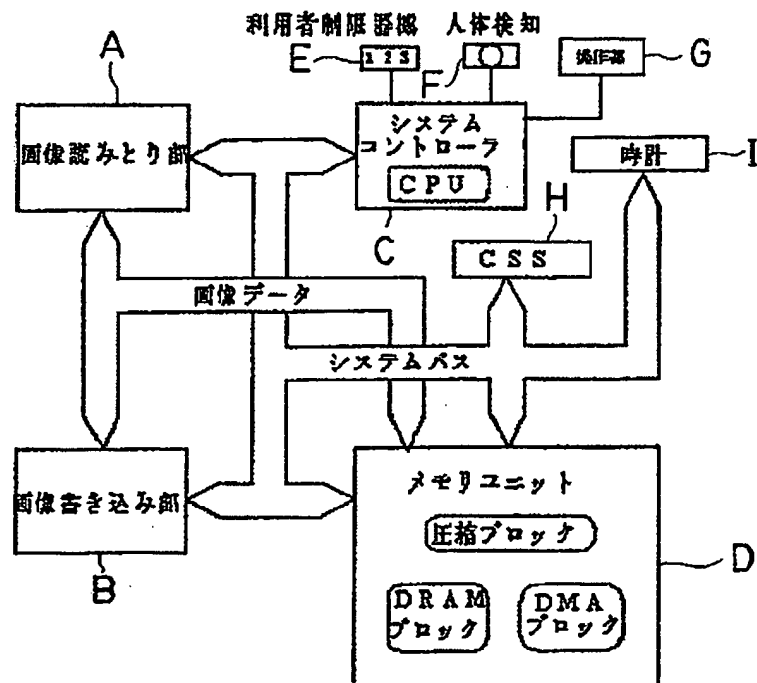 利用者制限器機 人体検知
A
E
1 2 3
F
操作部
G
画像読みとり部
システム
コントローラ
CPU
C
時計
I
H
CSS
画像データ
システムバス
画像書き込み部
B
メモリユニット
圧縮ブロック
D
DRAM
ブロック
DMA
ブロック